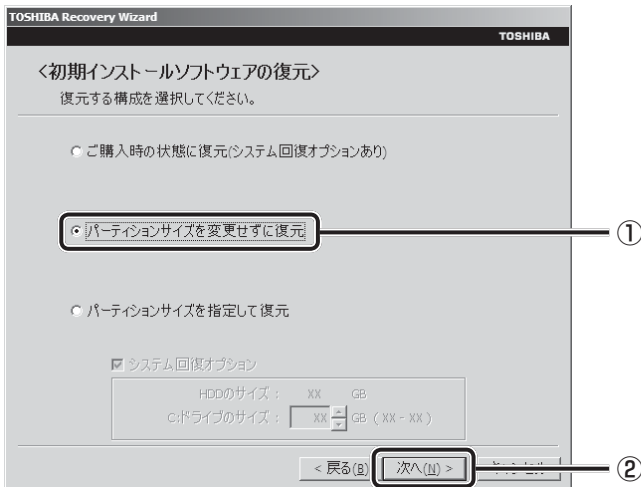 TOSHIBA Recovery Wizard
TOSHIBA
<初期インストールソフトウェアの復元>
復元する構成を選択してください。
ご購入時の状態に復元(システム回復オプションあり)
パーティションサイズを変更せずに復元
①
パーティションサイズを指定して復元
システム回復オプション
HDDのサイズ： XX GB
C:ドライブのサイズ： XX GB ( XX - XX )
< 戻る(B) 次へ(N) >
②